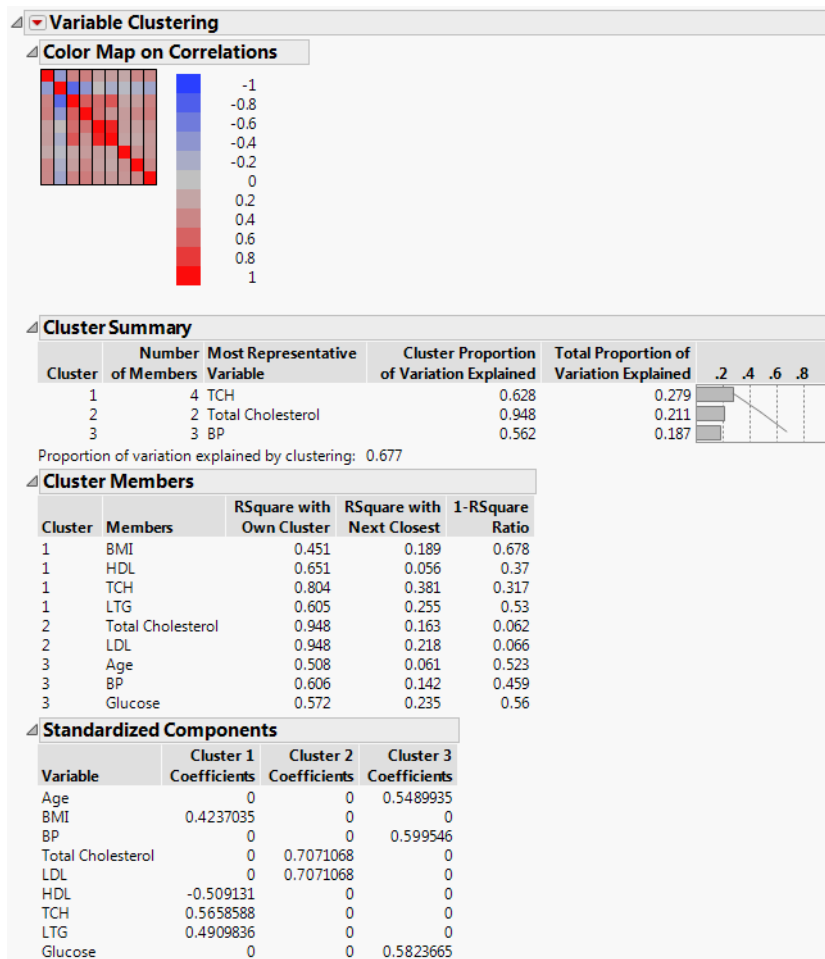 Variable Clustering
Color Map on Correlations
-1
-0.8
-0.6
-0.4
-0.2
0
0.2
0.4
0.6
0.8
1
Cluster Summary
Number Most Representative Cluster Proportion Total Proportion of
Cluster of Members Variable of Variation Explained Variation Explained .2 .4 .6 .8
1 4 TCH 0.628 0.279
2 2 Total Cholesterol 0.948 0.211
3 3 BP 0.562 0.187
Proportion of variation explained by clustering: 0.677
Cluster Members
RSquare with RSquare with 1-RSquare
Cluster Members Own Cluster Next Closest Ratio
1 BMI 0.451 0.189 0.678
1 HDL 0.651 0.056 0.37
1 TCH 0.804 0.381 0.317
1 LTG 0.605 0.255 0.53
2 Total Cholesterol 0.948 0.163 0.062
2 LDL 0.948 0.218 0.066
3 Age 0.508 0.061 0.523
3 BP 0.606 0.142 0.459
3 Glucose 0.572 0.235 0.56
Standardized Components
Cluster 1 Cluster 2 Cluster 3
Variable Coefficients Coefficients Coefficients
Age 0 0 0.5489935
BMI 0.4237035 0 0
BP 0 0 0.599546
Total Cholesterol 0 0.7071068 0
LDL 0 0.7071068 0
HDL -0.509131 0 0
TCH 0.5658588 0 0
LTG 0.4909836 0 0
Glucose 0 0 0.5823665